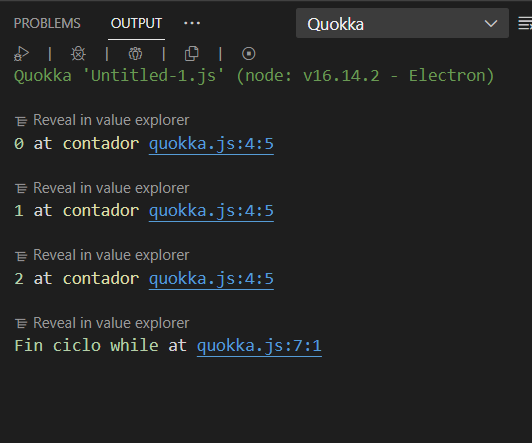 PROBLEMS OUTPUT ··· Quokka
Quokka 'Untitled-1.js' (node: v16.14.2 - Electron)
Reveal in value explorer
0 at contador quokka.js:4:5
Reveal in value explorer
1 at contador quokka.js:4:5
Reveal in value explorer
2 at contador quokka.js:4:5
Reveal in value explorer
Fin ciclo while at quokka.js:7:1